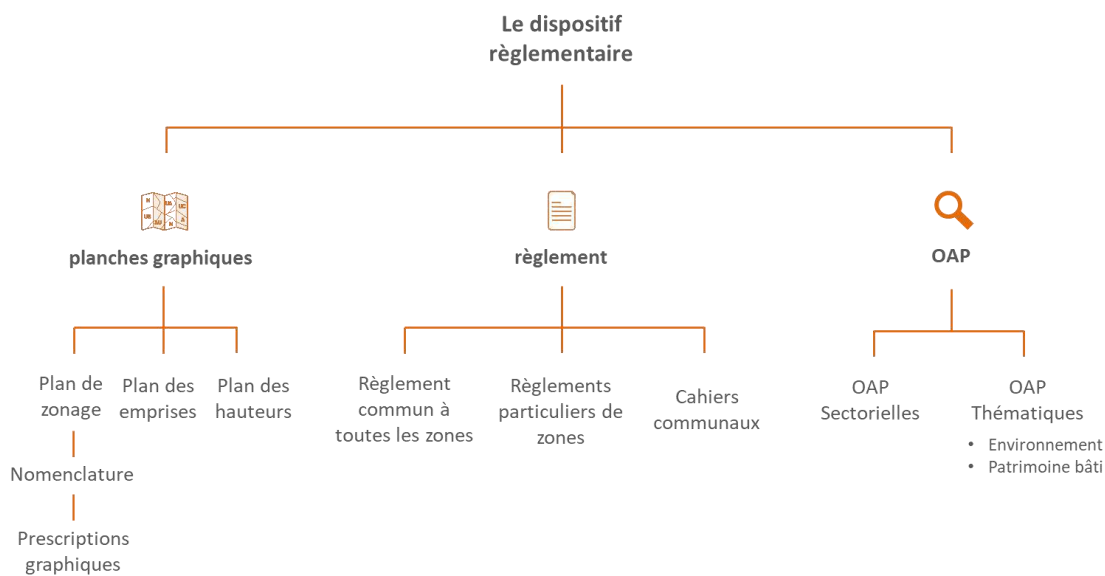 Le dispositif
règlementaire
planches graphiques
règlement
OAP
Plan de
zonage
Plan des
emprises
Plan des
hauteurs
Règlement
commun à
toutes les zones
Règlements
particuliers de
zones
Cahiers
communaux
OAP
Sectorielles
OAP
Thématiques
• Environnement
• Patrimoine bâti
Nomenclature
Prescriptions
graphiques